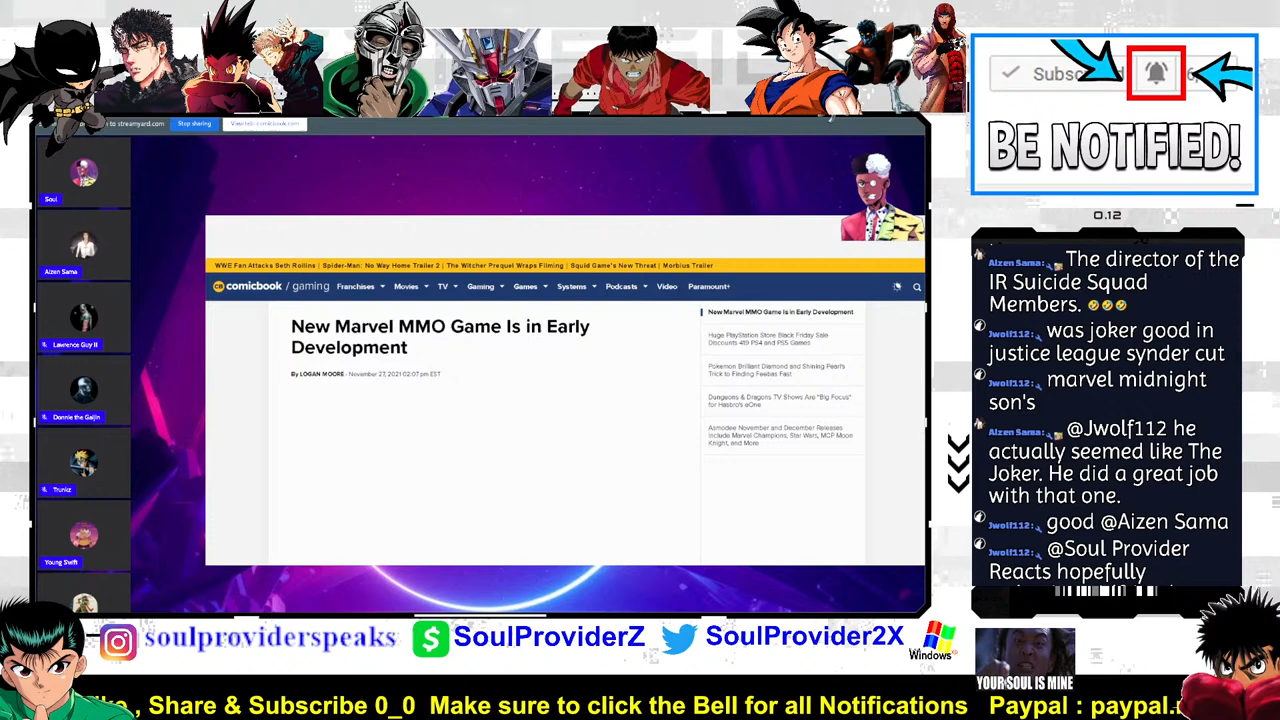 Subsc
BE NOTIFIED!
0.12
n to streamyard.com
Stop sharing
View tab: comicbook.com
Soul
Aizen Sama
Lawrence Guy II
Donnie the Gaijin
Trunkz
Young Swift
WWE Fan Attacks Seth Rollins | Spider-Man: No Way Home Trailer 2 | The Witcher Prequel Wraps Filming | Squid Game's New Threat | Morbius Trailer
CB comicbook / gaming Franchises Movies TV Gaming Games Systems Podcasts Video Paramount+
New Marvel MMO Game Is in Early
Development
By LOGAN MOORE - November 27, 2021 02:07 pm EST
New Marvel MMO Game Is in Early Development
Huge PlayStation Store Black Friday Sale
Discounts 419 PS4 and PS5 Games
Pokemon Brilliant Diamond and Shining Pearl's
Trick to Finding Feebas Fast
Dungeons & Dragons TV Shows Are "Big Focus"
for Hasbro's eOne
Asmodee November and December Releases
Include Marvel Champions, Star Wars, MCP Moon
Knight, and More
Aizen Sama: The director of the
IR Suicide Squad
Members. 🤣🤣🤣
Jwolf112: was joker good in
justice league synder cut
Jwolf112: marvel midnight
son's
Aizen Sama: @Jwolf112 he
actually seemed like The
Joker. He did a great job
with that one.
Jwolf112: good @Aizen Sama
Jwolf112: @Soul Provider
Reacts hopefully
soulproviderspeaks
SoulProviderZ
SoulProvider2X
Windows
YOUR SOUL IS MINE
, Share & Subscribe 0_0 Make sure to click the Bell for all Notifications Paypal : paypal.